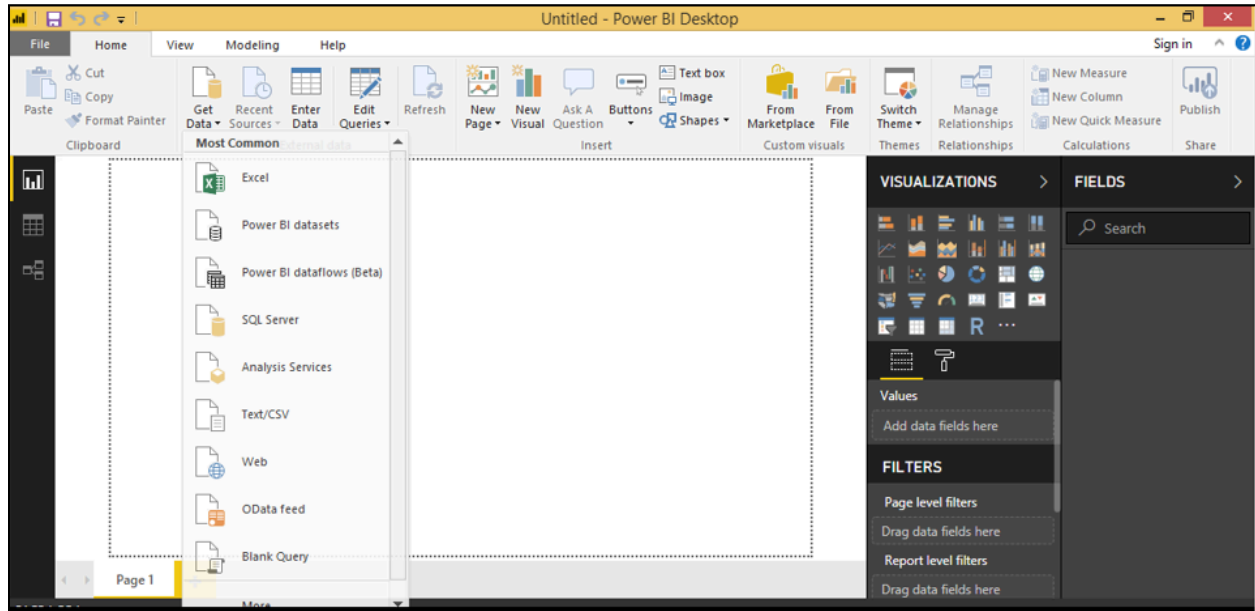 Untitled - Power BI Desktop
File Home View Modeling Help Sign in
Paste
Cut
Copy
Format Painter
Clipboard
Get Data
Recent Sources
Enter Data
Edit Queries
External data
Refresh
New Page
New Visual
Ask A Question
Buttons
Text box
Image
Shapes
Insert
From Marketplace
From File
Custom visuals
Switch Theme
Themes
Manage Relationships
Relationships
New Measure
New Column
New Quick Measure
Calculations
Publish
Share
Most Common
Excel
Power BI datasets
Power BI dataflows (Beta)
SQL Server
Analysis Services
Text/CSV
Web
OData feed
Blank Query
More
Page 1
VISUALIZATIONS
R
Values
Add data fields here
FILTERS
Page level filters
Drag data fields here
Report level filters
Drag data fields here
FIELDS
Search